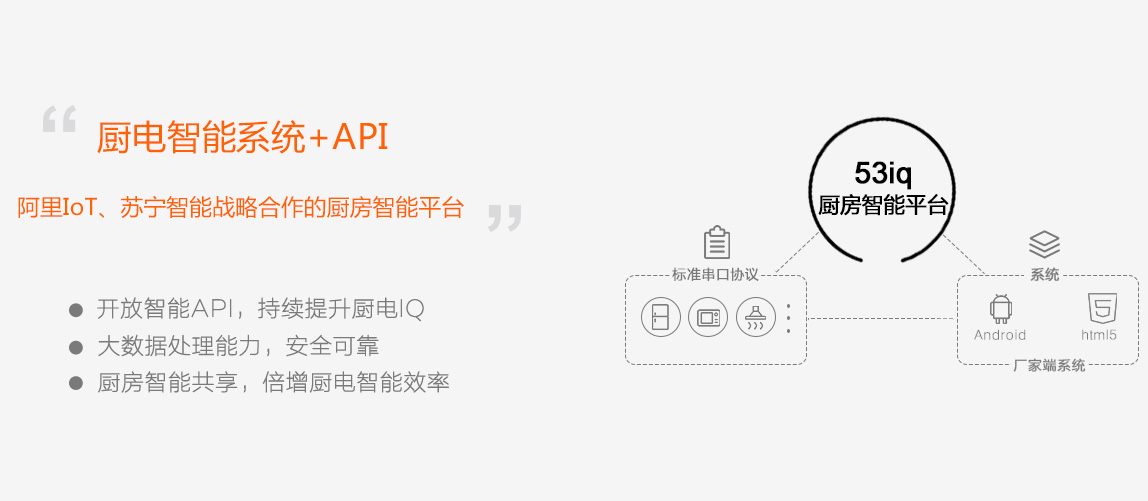 厨电智能系统+API
阿里IoT、苏宁智能战略合作的厨房智能平台
开放智能API，持续提升厨电IQ
大数据处理能力，安全可靠
厨房智能共享，倍增厨电智能效率
53iq
厨房智能平台
标准串口协议
系统
Android
html5
厂家端系统